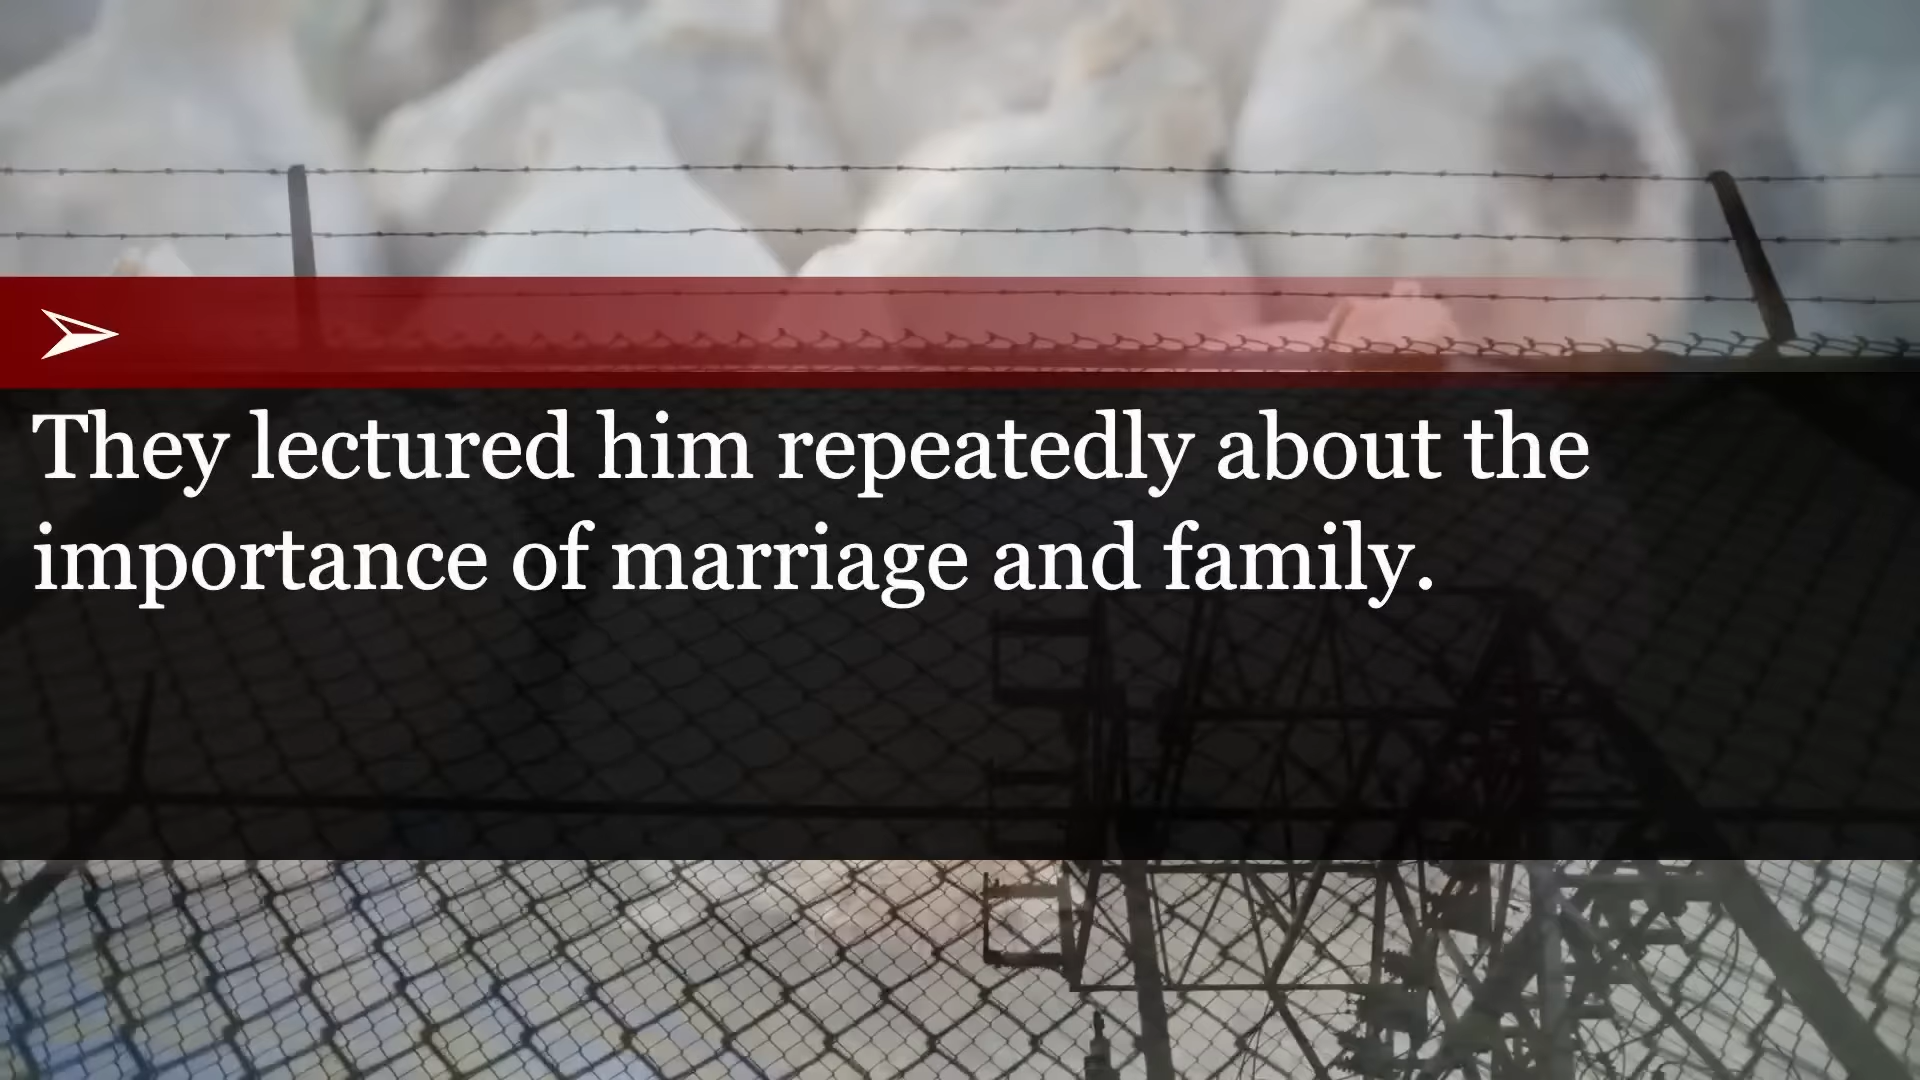 They lectured him repeatedly about the
importance of marriage and family.